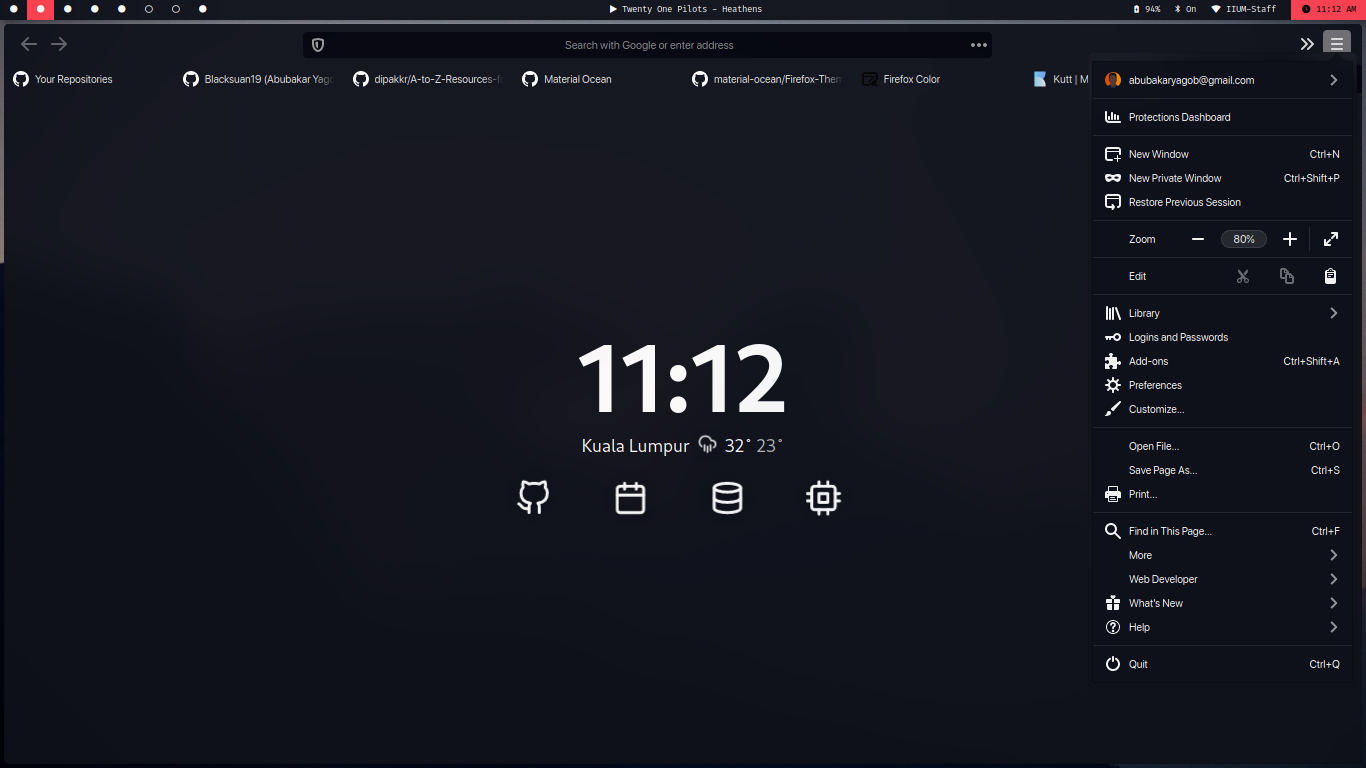 Twenty One Pilots - Heathens
94%
On
IIUM-Staff
11:12 AM
Search with Google or enter address
Your Repositories
Blacksuan19 (Abubakar Yago
dipakkr/A-to-Z-Resources-f
Material Ocean
material-ocean/Firefox-Them
Firefox Color
Kutt | M
abubakaryagob@gmail.com
Protections Dashboard
New Window Ctrl+N
New Private Window Ctrl+Shift+P
Restore Previous Session
Zoom 80%
Edit
Library
Logins and Passwords
Add-ons Ctrl+Shift+A
Preferences
Customize...
Open File... Ctrl+O
Save Page As... Ctrl+S
Print...
Find in This Page... Ctrl+F
More
Web Developer
What's New
Help
Quit Ctrl+Q
11:12
Kuala Lumpur 32° 23°